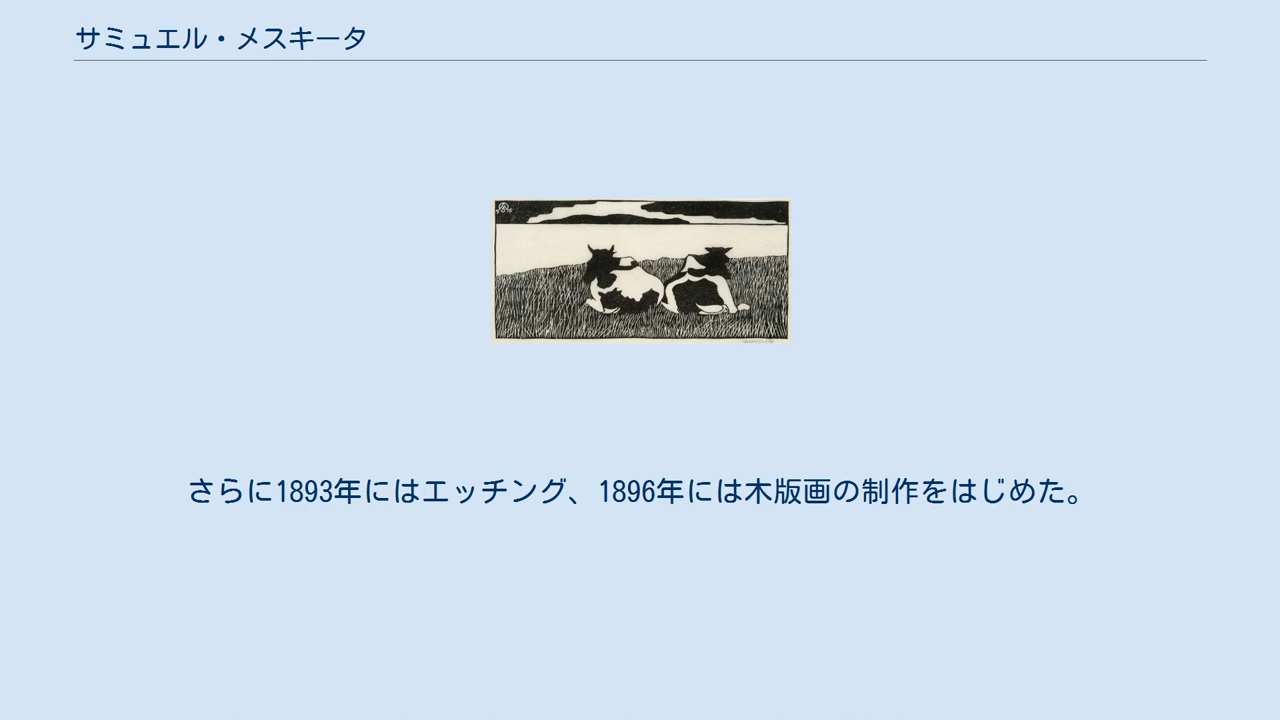 サミュエル・メスキータ
さらに1893年にはエッチング、1896年には木版画の制作をはじめた。